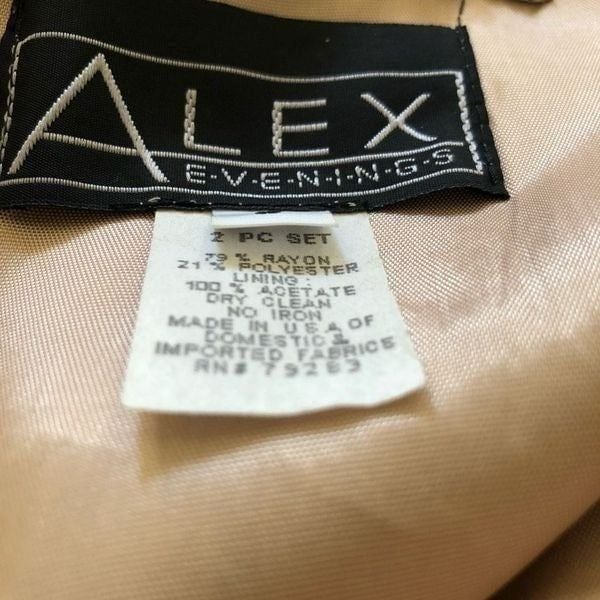 ALEX
E·V·E·N·I·N·G·S
2 PC SET
79% RAYON
21% POLYESTER
LINING:
100% ACETATE
DRY CLEAN
NO IRON
MADE IN U.S.A OF
DOMESTIC &
IMPORTED FABRICS
RN# 79283